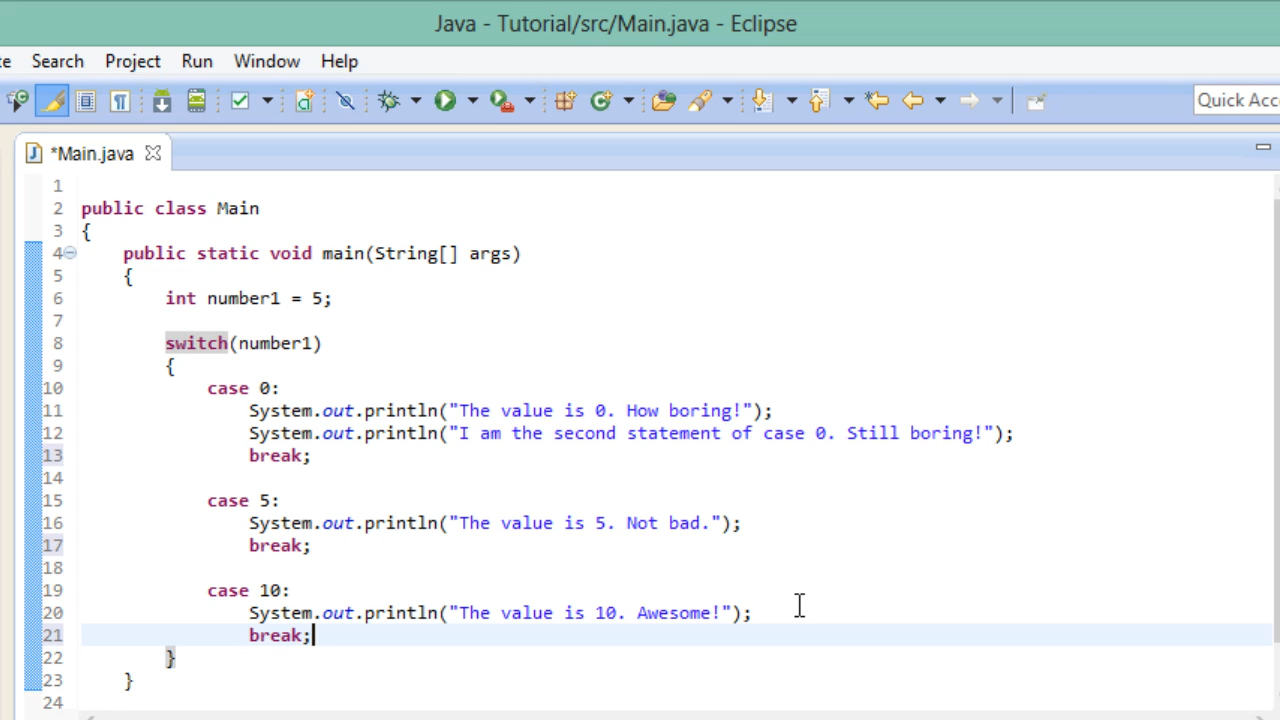 Java - Tutorial/src/Main.java - Eclipse
te Search Project Run Window Help
Quick Acc
*Main.java
1
2 public class Main
3 {
4 public static void main(String[] args)
5 {
6 int number1 = 5;
7
8 switch(number1)
9 {
10 case 0:
11 System.out.println("The value is 0. How boring!");
12 System.out.println("I am the second statement of case 0. Still boring!");
13 break;
14
15 case 5:
16 System.out.println("The value is 5. Not bad.");
17 break;
18
19 case 10:
20 System.out.println("The value is 10. Awesome!");
21 break;
22 }
23 }
24